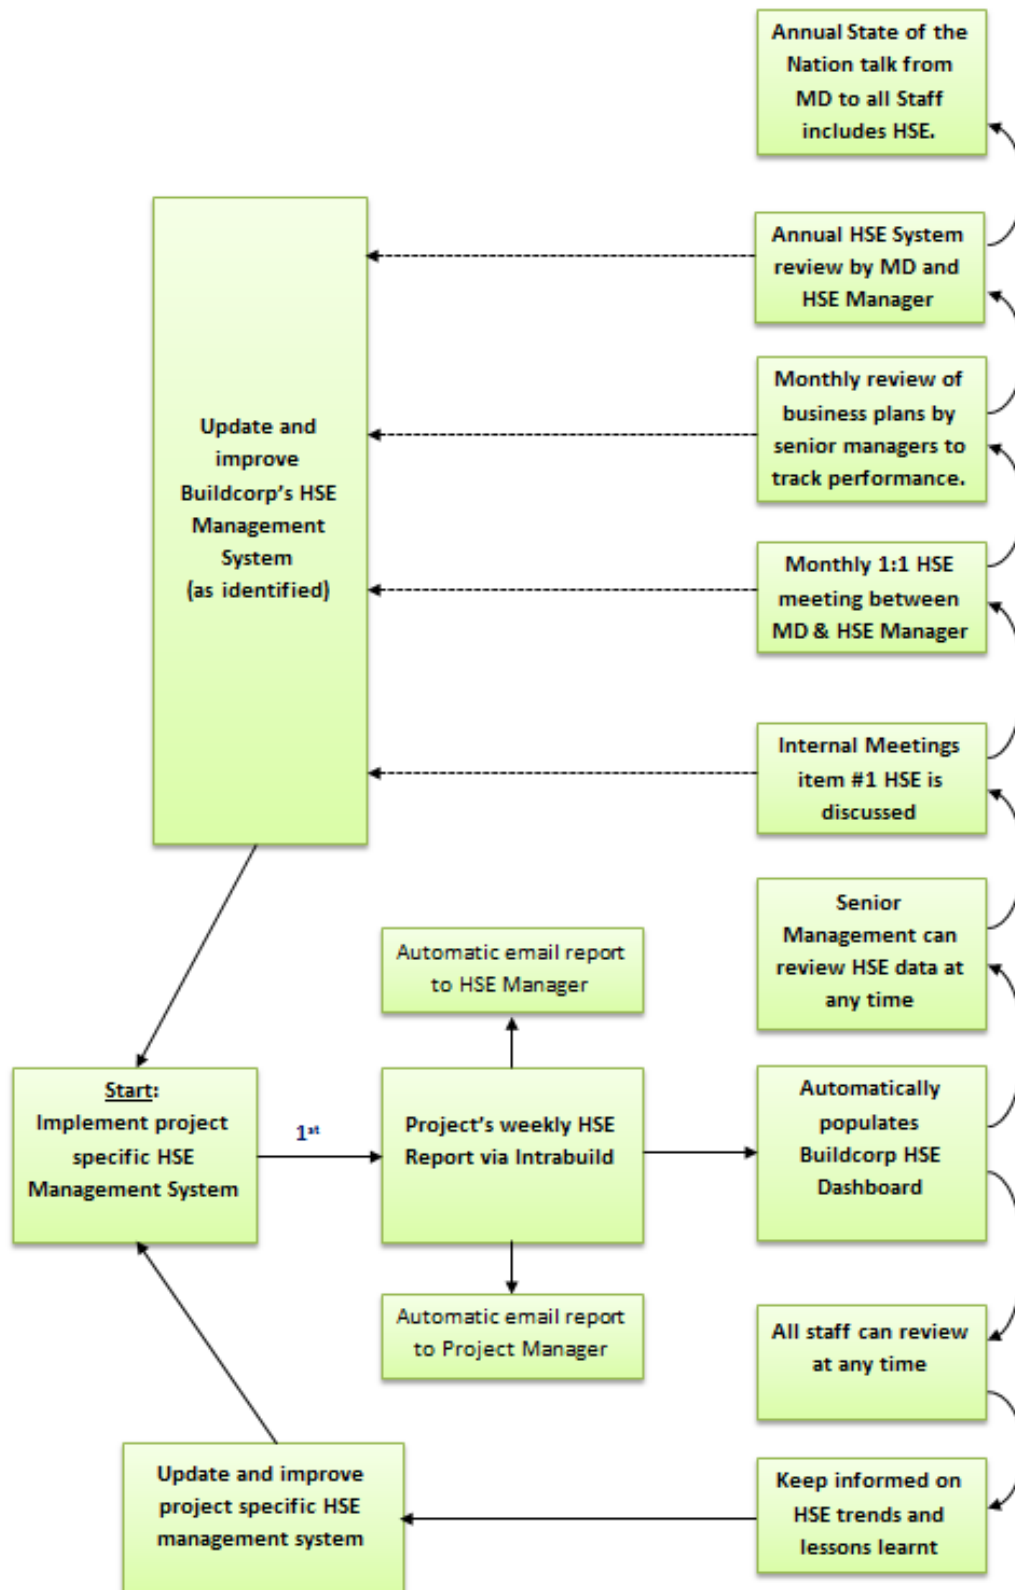 Annual State of the
Nation talk from
MD to all Staff
includes HSE.
Annual HSE System
review by MD and
HSE Manager
Monthly review of
business plans by
senior managers to
track performance.
Update and
improve
Buildcorp's HSE
Management
System
(as identified)
Monthly 1:1 HSE
meeting between
MD & HSE Manager
Internal Meetings
item #1 HSE is
discussed
Senior
Management can
review HSE data at
any time
Automatic email report
to HSE Manager
Start:
Implement project
specific HSE
Management System
1st
Project's weekly HSE
Report via Intrabuild
Automatically
populates
Buildcorp HSE
Dashboard
Automatic email report
to Project Manager
All staff can review
at any time
Update and improve
project specific HSE
management system
Keep informed on
HSE trends and
lessons learnt